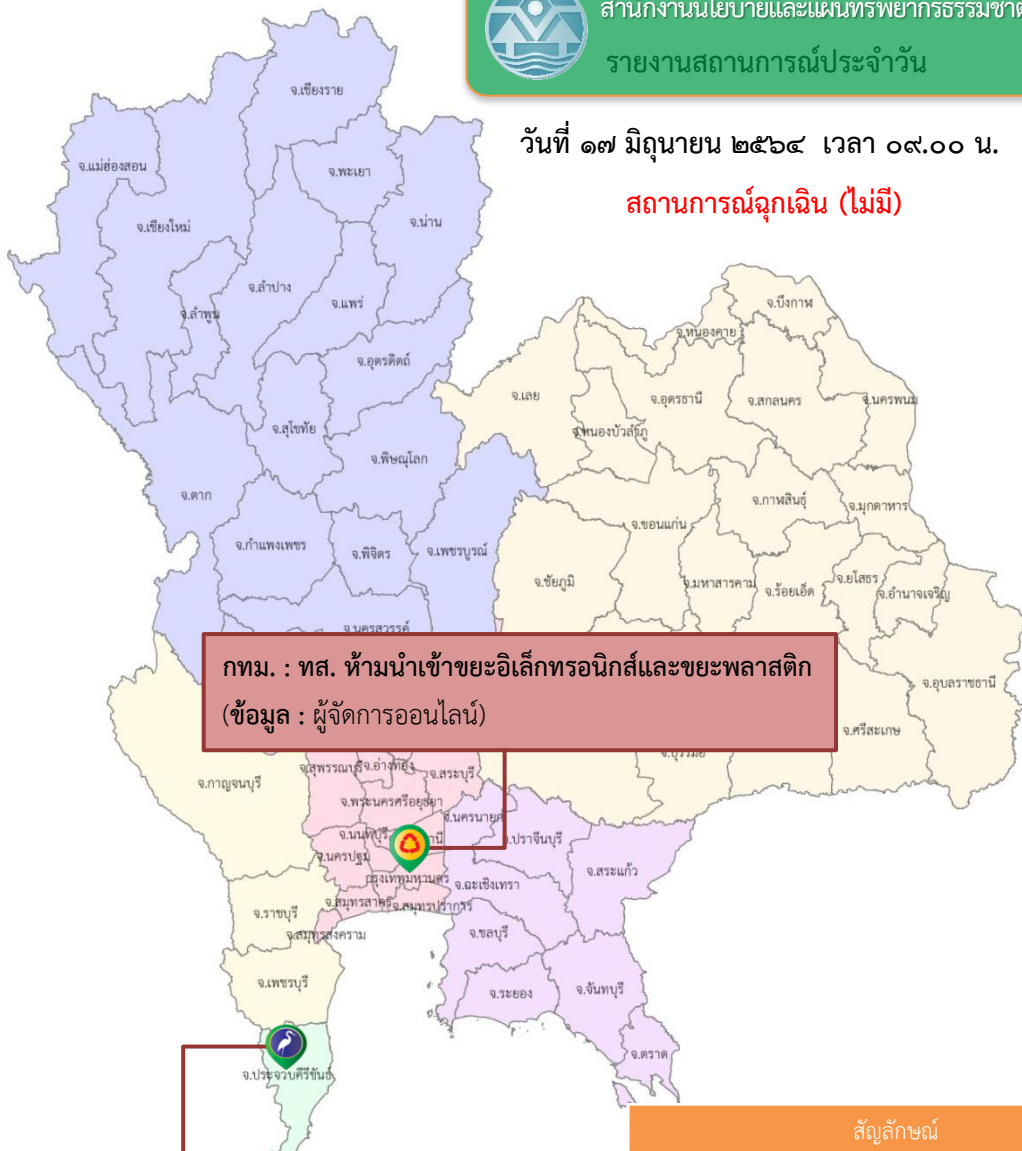 สำนักงานนโยบายและแผนทรัพยากรธรรมชาติ
รายงานสถานการณ์ประจำวัน
วันที่ ๑๗ มิถุนายน ๒๕๖๔ เวลา ๐๙.๐๐ น.
สถานการณ์ฉุกเฉิน (ไม่มี)
จ.เชียงราย
จ.แม่ฮ่องสอน
จ.พะเยา
จ.เชียงใหม่
จ.น่าน
จ.ลำปาง
จ.แพร่
จ.ลำพูน
จ.บึงกาฬ
จ.หนองคาย
จ.อุตรดิตถ์
จ.เลย
จ.อุดรธานี
จ.สกลนคร
จ.นครพนม
จ.สุโขทัย
จ.หนองบัวลำภู
จ.พิษณุโลก
จ.ตาก
จ.กาฬสินธุ์
จ.มุกดาหาร
จ.ขอนแก่น
จ.กำแพงเพชร
จ.พิจิตร
จ.เพชรบูรณ์
จ.ชัยภูมิ
จ.มหาสารคาม
จ.ร้อยเอ็ด
จ.ยโสธร
จ.อำนาจเจริญ
จ.นครสวรรค์
กทม. : ทส. ห้ามนำเข้าขยะอิเล็กทรอนิกส์และขยะพลาสติก
(ข้อมูล : ผู้จัดการออนไลน์)
จ.อุบลราชธานี
จ.ศรีสะเกษ
จ.บุรีรัมย์
จ.กาญจนบุรี
จ.สุพรรณบุรี
จ.อ่างทอง
จ.สระบุรี
จ.พระนครศรีอยุธยา
จ.นครนายก
จ.นนทบุรี
านี
จ.ปราจีนบุรี
จ.นครปฐม
กรุงเทพมหานคร
จ.ฉะเชิงเทรา
จ.สระแก้ว
จ.ราชบุรี
จ.สมุทรสาคร
จ.สมุทรปราการ
จ.สมุทรสงคราม
จ.ชลบุรี
จ.เพชรบุรี
จ.ระยอง
จ.จันทบุรี
จ.ตราด
จ.ประจวบคีรีขันธ์
สัญลักษณ์